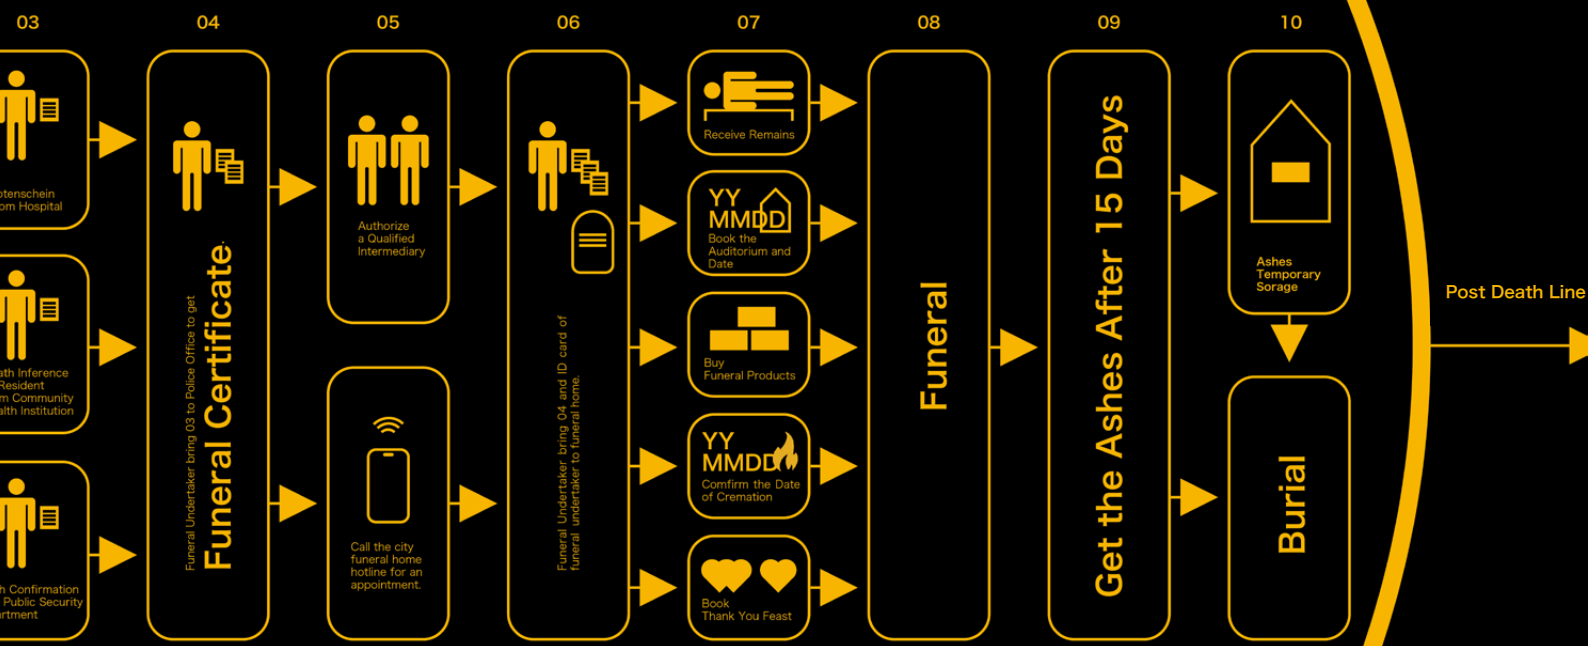 03
04
05
06
07
08
09
10
otenschein
om Hospital
ath Inference
Resident
m Community
alth Institution
h Confirmation
Public Security
artment
Funeral Undertaker bring 03 to Police Office to get
Funeral Certificate.
Authorize
a Qualified
Intermediary
Call the city
funeral home
hotline for an
appointment.
Funeral Undertaker bring 04 and ID card of
funeral undertaker to funeral home.
Receive Remains
YY
MMDD
Book the
Auditorium and
Date
Buy
Funeral Products
YY
MMDD
Comfirm the Date
of Cremation
Book
Thank You Feast
Funeral
Get the Ashes After 15 Days
Ashes
Temporary
Sorage
Burial
Post Death Line